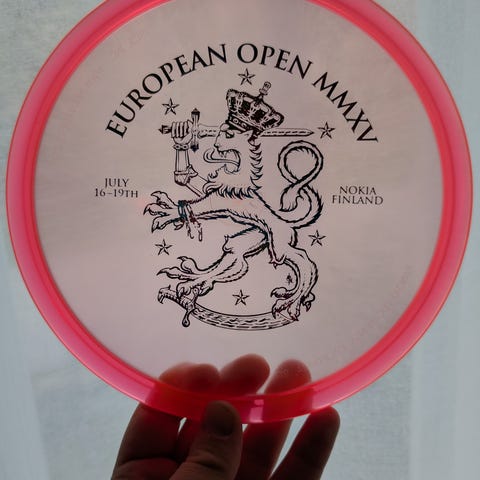 EUROPEAN OPEN MMXV
JULY
16-19TH
NOKIA
FINLAND